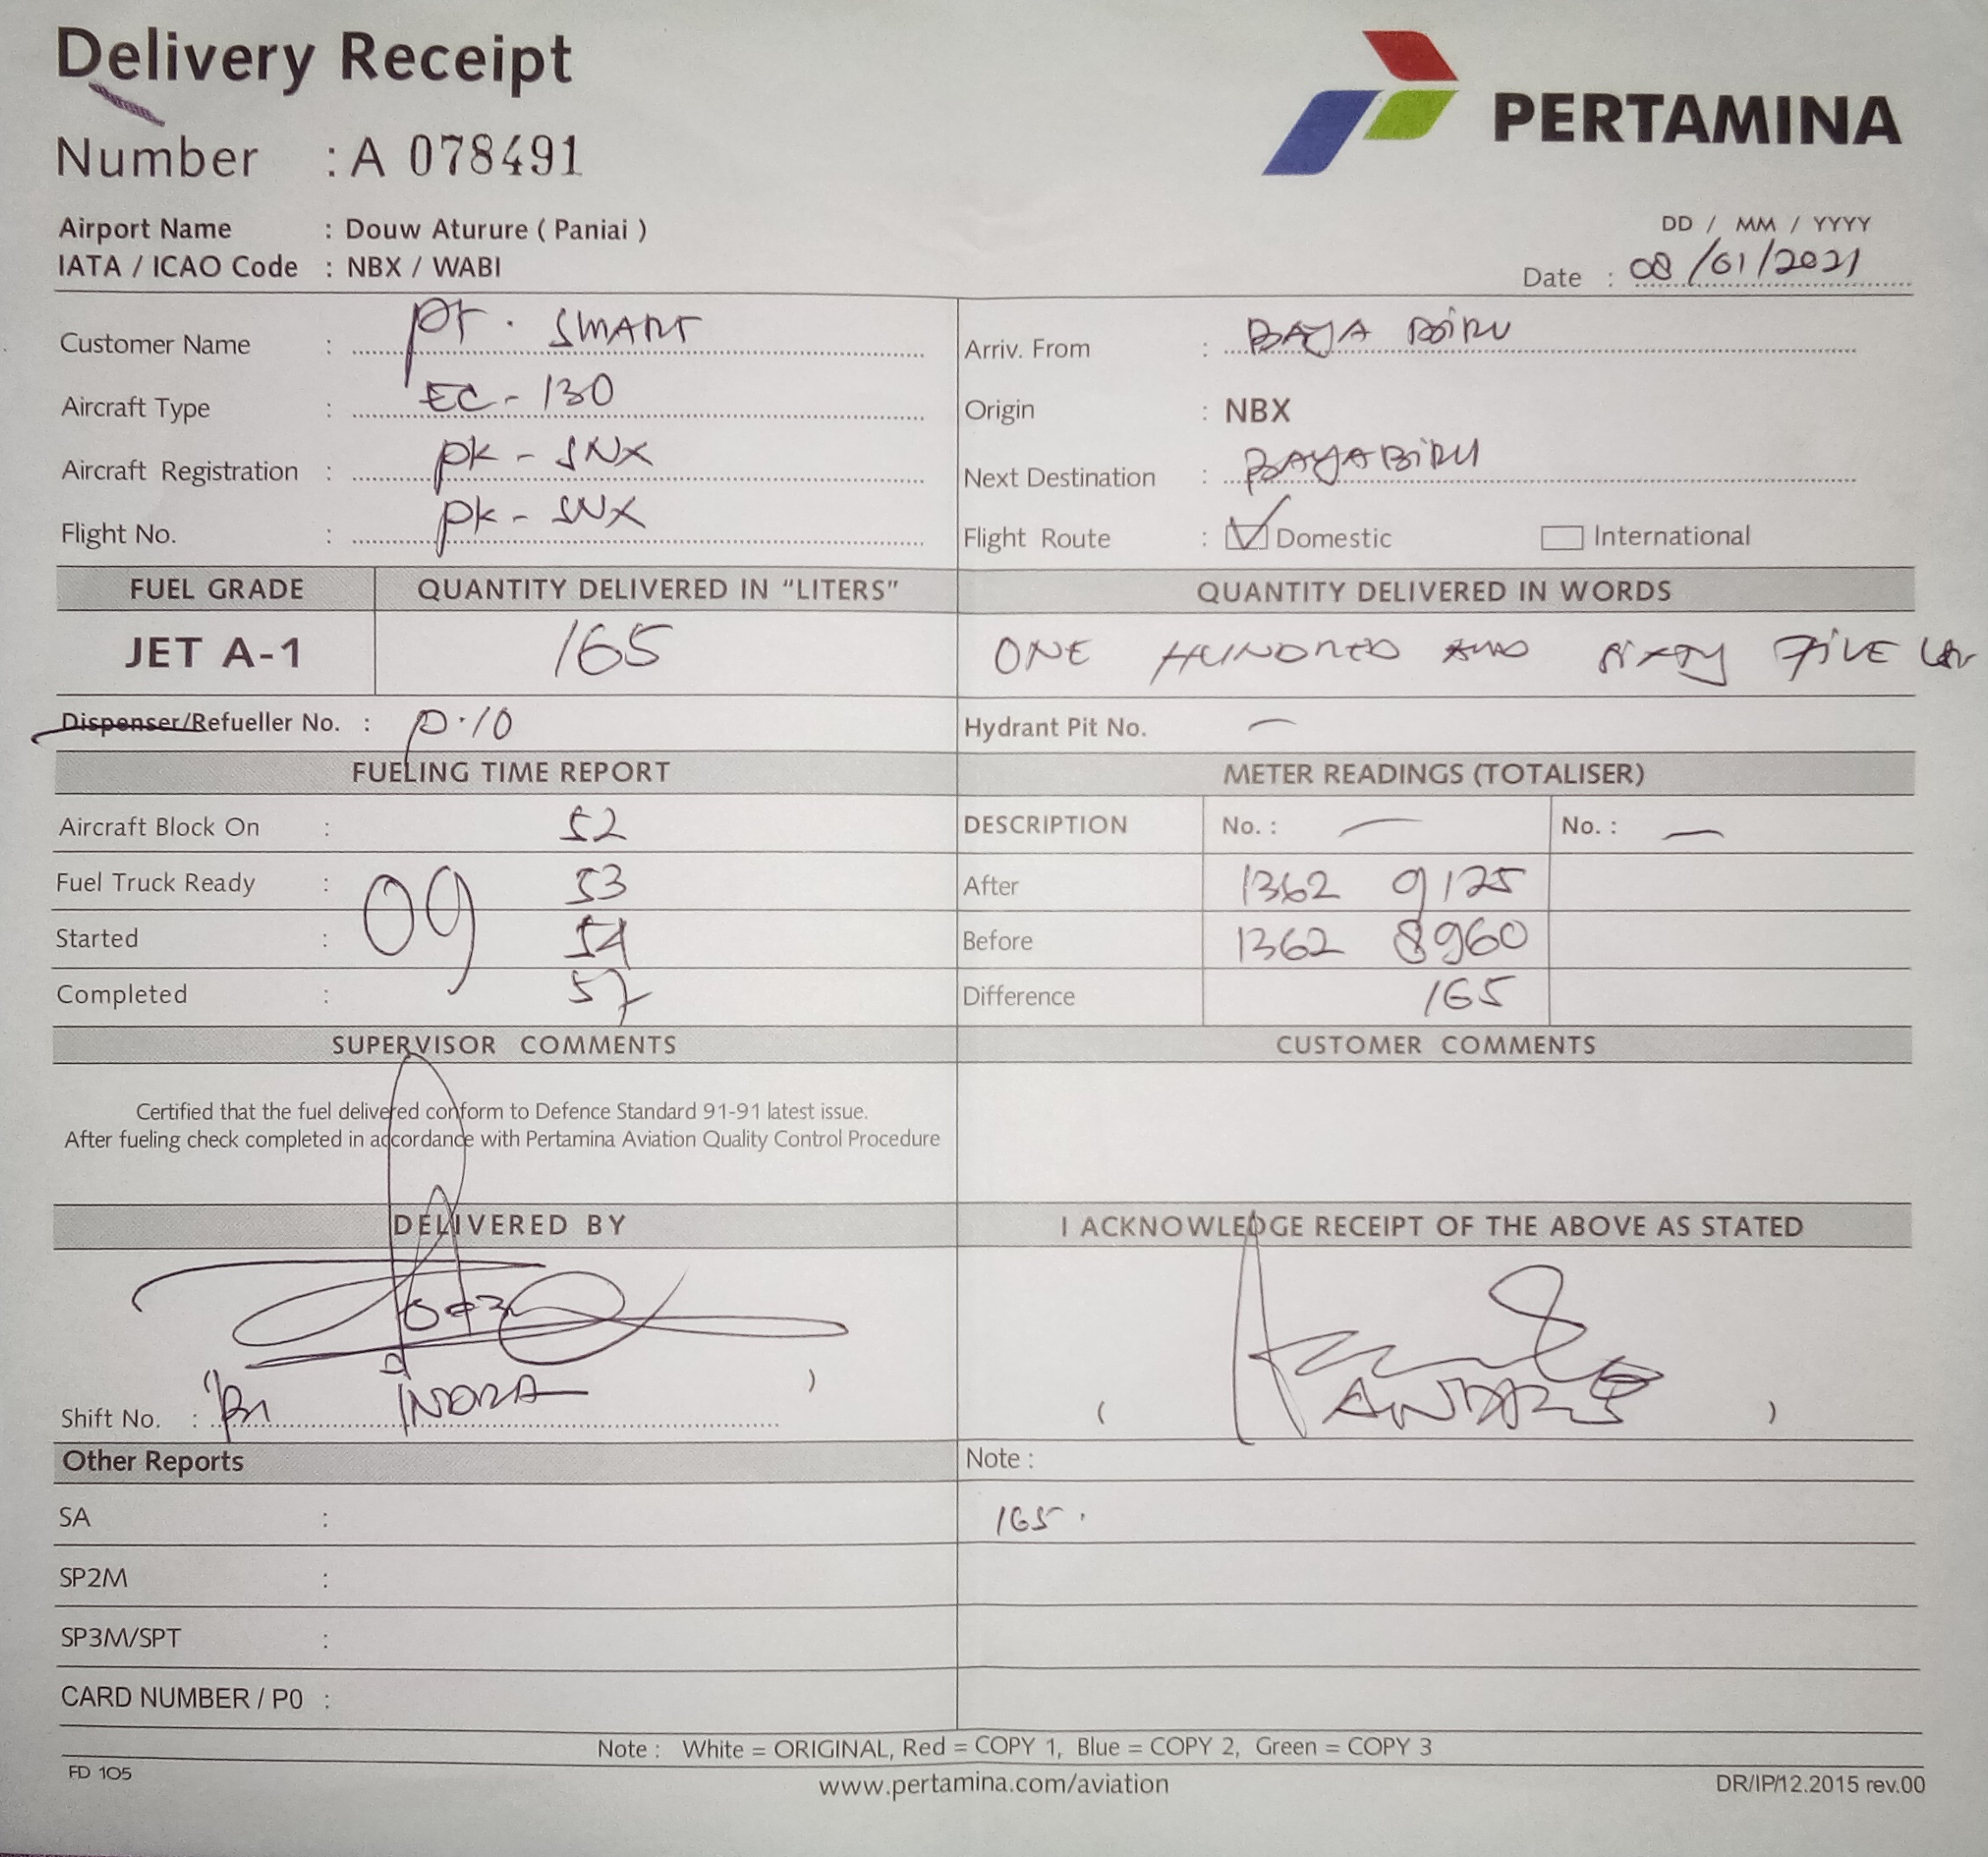 Delivery Receipt
PERTAMINA
Number : A 078491
Airport Name : Douw Aturure ( Paniai )
IATA / ICAO Code : NBX / WABI
DD / MM / YYYY
Date : 08/01/2021
Customer Name : PT. SMART
Arriv. From : BAYA BiRU
Aircraft Type : EC - 130
Origin : NBX
Aircraft Registration : PK - SNX
Next Destination : BAYABiRU
Flight No. : PK - SNX
Flight Route : Domestic International
FUEL GRADE QUANTITY DELIVERED IN "LITERS" QUANTITY DELIVERED IN WORDS
JET A-1 165 ONE HUNDRED AND SIXTY FiVE
Dispenser/Refueller No. : P.10 Hydrant Pit No. —
FUELING TIME REPORT METER READINGS (TOTALISER)
Aircraft Block On : 52 DESCRIPTION No. : — No. : —
Fuel Truck Ready : 09 53 After 1362 9125
Started : 54 Before 1362 8960
Completed : 57 Difference 165
SUPERVISOR COMMENTS CUSTOMER COMMENTS
Certified that the fuel delivered conform to Defence Standard 91-91 latest issue.
After fueling check completed in accordance with Pertamina Aviation Quality Control Procedure
DELIVERED BY I ACKNOWLEDGE RECEIPT OF THE ABOVE AS STATED
Shift No. : INDRA ) ( )
Other Reports Note :
SA : 165.
SP2M :
SP3M/SPT :
CARD NUMBER / P0 :
Note : White = ORIGINAL, Red = COPY 1, Blue = COPY 2, Green = COPY 3
FD 105
www.pertamina.com/aviation
DR/IP/12.2015 rev.00